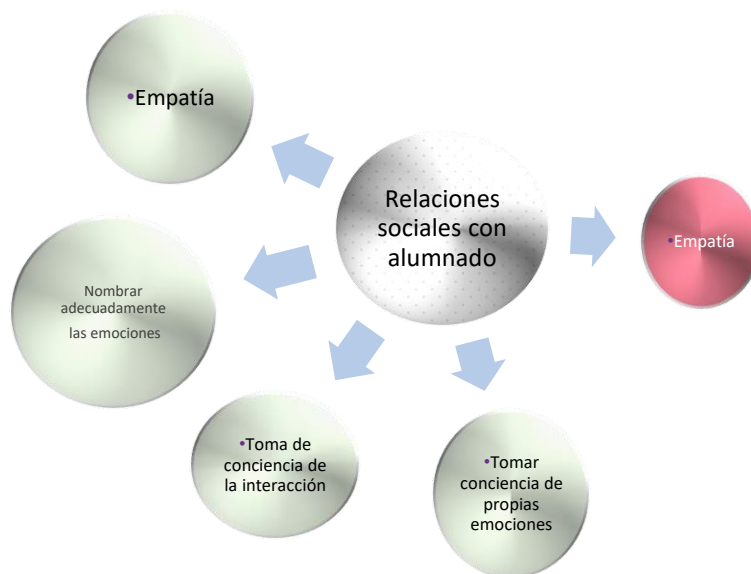 •Empatía
Relaciones
sociales con
alumnado
•Empatía
Nombrar
adecuadamente
las emociones
•Toma de
conciencia de
la interacción
•Tomar
conciencia de
propias
emociones